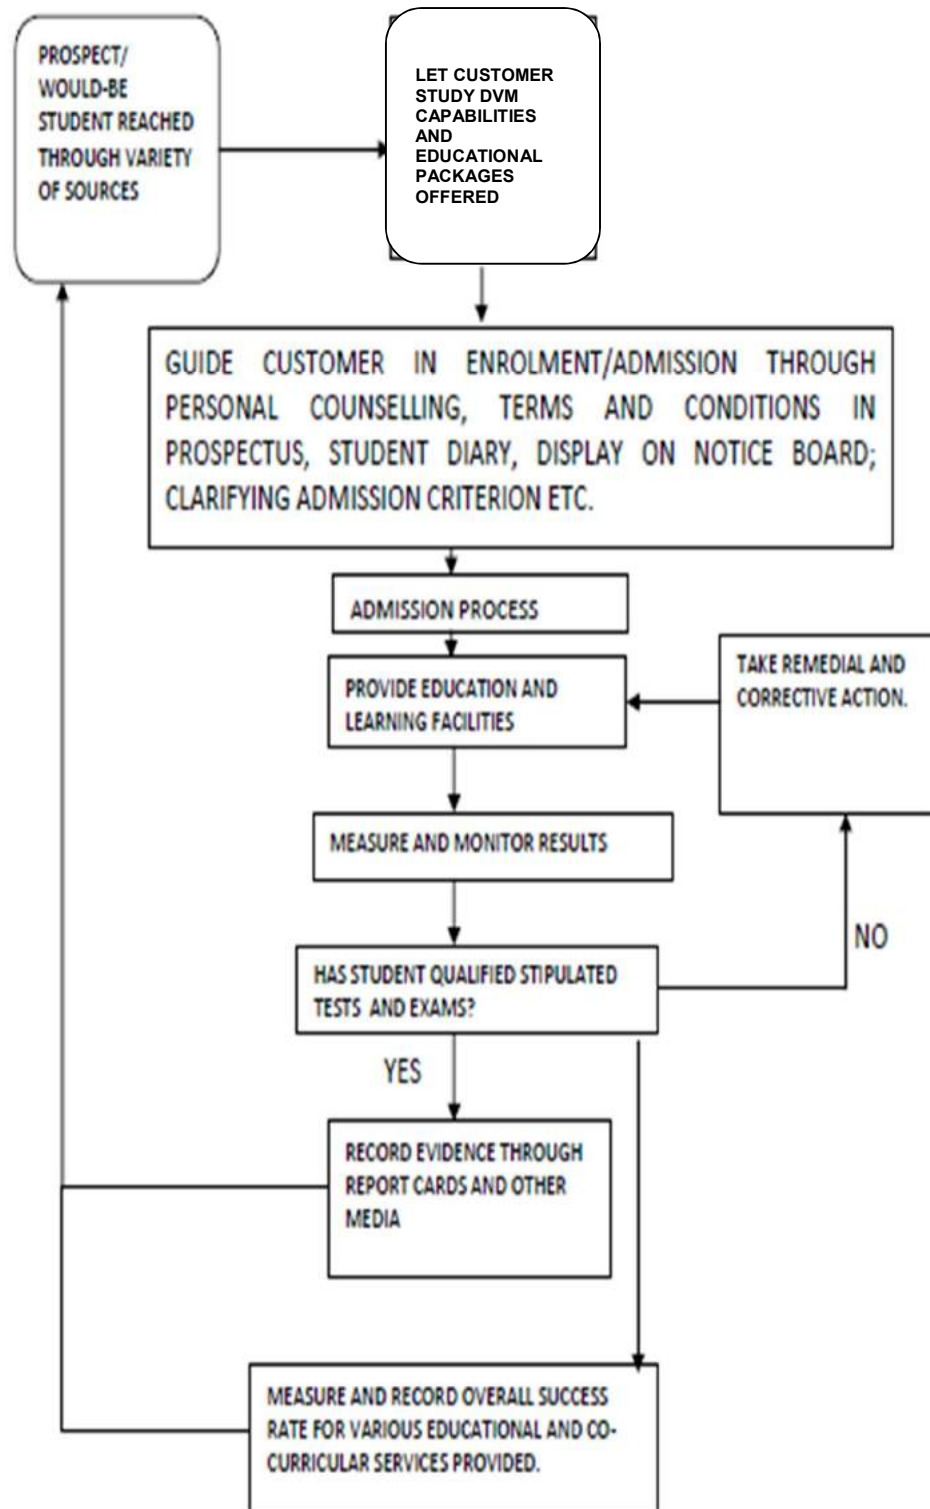 PROSPECT/
WOULD-BE
STUDENT REACHED
THROUGH VARIETY
OF SOURCES
LET CUSTOMER
STUDY DVM
CAPABILITIES
AND
EDUCATIONAL
PACKAGES
OFFERED
GUIDE CUSTOMER IN ENROLMENT/ADMISSION THROUGH
PERSONAL COUNSELLING, TERMS AND CONDITIONS IN
PROSPECTUS, STUDENT DIARY, DISPLAY ON NOTICE BOARD;
CLARIFYING ADMISSION CRITERION ETC.
ADMISSION PROCESS
PROVIDE EDUCATION AND
LEARNING FACILITIES
TAKE REMEDIAL AND
CORRECTIVE ACTION.
MEASURE AND MONITOR RESULTS
NO
HAS STUDENT QUALIFIED STIPULATED
TESTS AND EXAMS?
YES
RECORD EVIDENCE THROUGH
REPORT CARDS AND OTHER
MEDIA
MEASURE AND RECORD OVERALL SUCCESS
RATE FOR VARIOUS EDUCATIONAL AND CO-
CURRICULAR SERVICES PROVIDED.